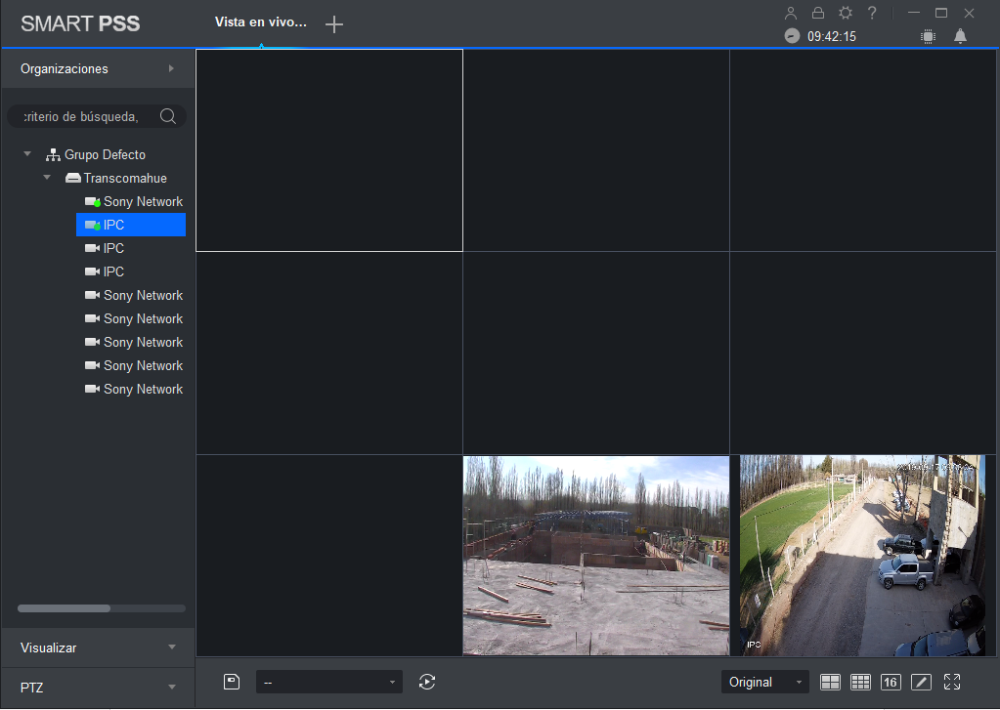 SMART PSS
Vista en vivo...
09:42:15
Organizaciones
:riterio de búsqueda,
Grupo Defecto
Transcomahue
Sony Network
IPC
IPC
IPC
Sony Network
Sony Network
Sony Network
Sony Network
Sony Network
IPC
Visualizar
PTZ
--
Original
16